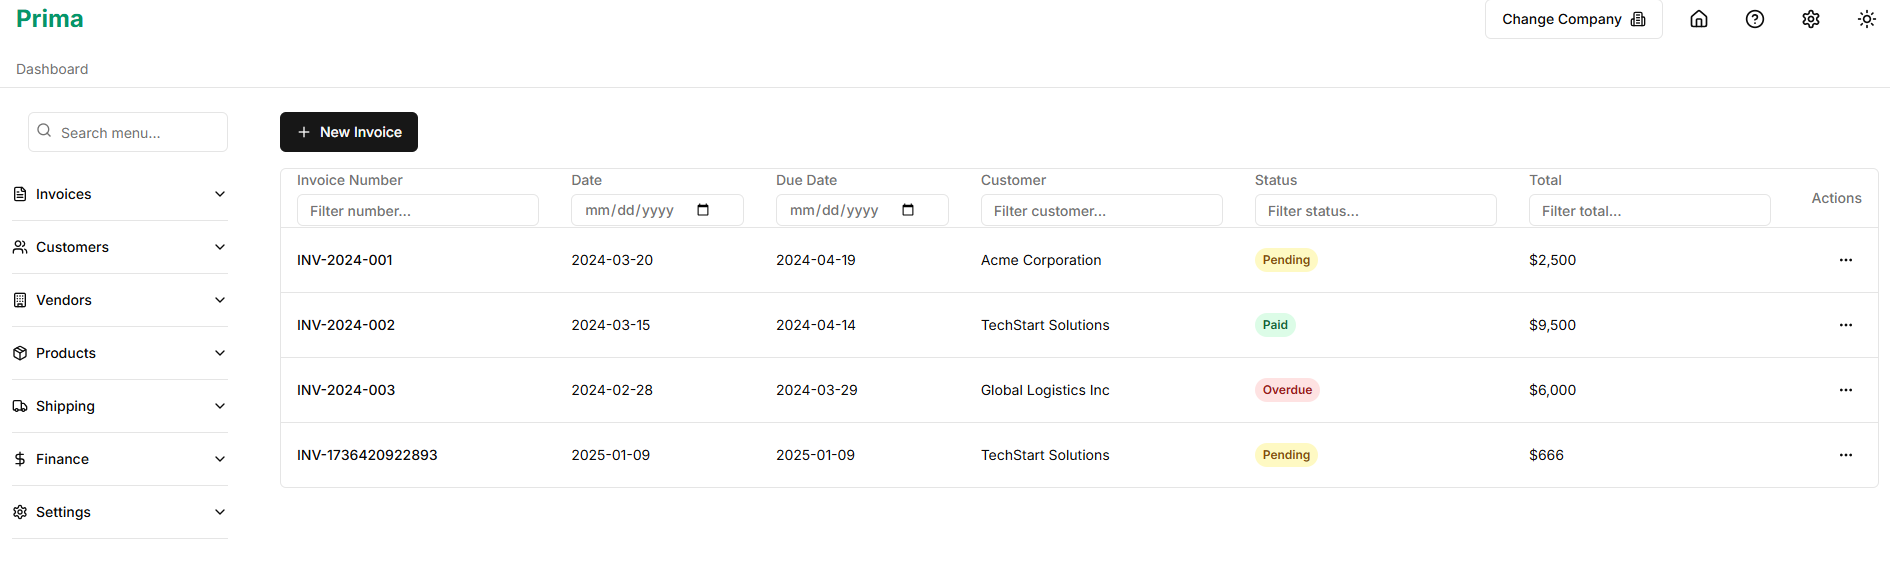 Prima
Change Company
Dashboard
Search menu...
Invoices
Customers
Vendors
Products
Shipping
Finance
Settings
New Invoice
Invoice Number Date Due Date Customer Status Total Actions
Filter number... mm/dd/yyyy mm/dd/yyyy Filter customer... Filter status... Filter total...
INV-2024-001 2024-03-20 2024-04-19 Acme Corporation Pending $2,500
INV-2024-002 2024-03-15 2024-04-14 TechStart Solutions Paid $9,500
INV-2024-003 2024-02-28 2024-03-29 Global Logistics Inc Overdue $6,000
INV-1736420922893 2025-01-09 2025-01-09 TechStart Solutions Pending $666